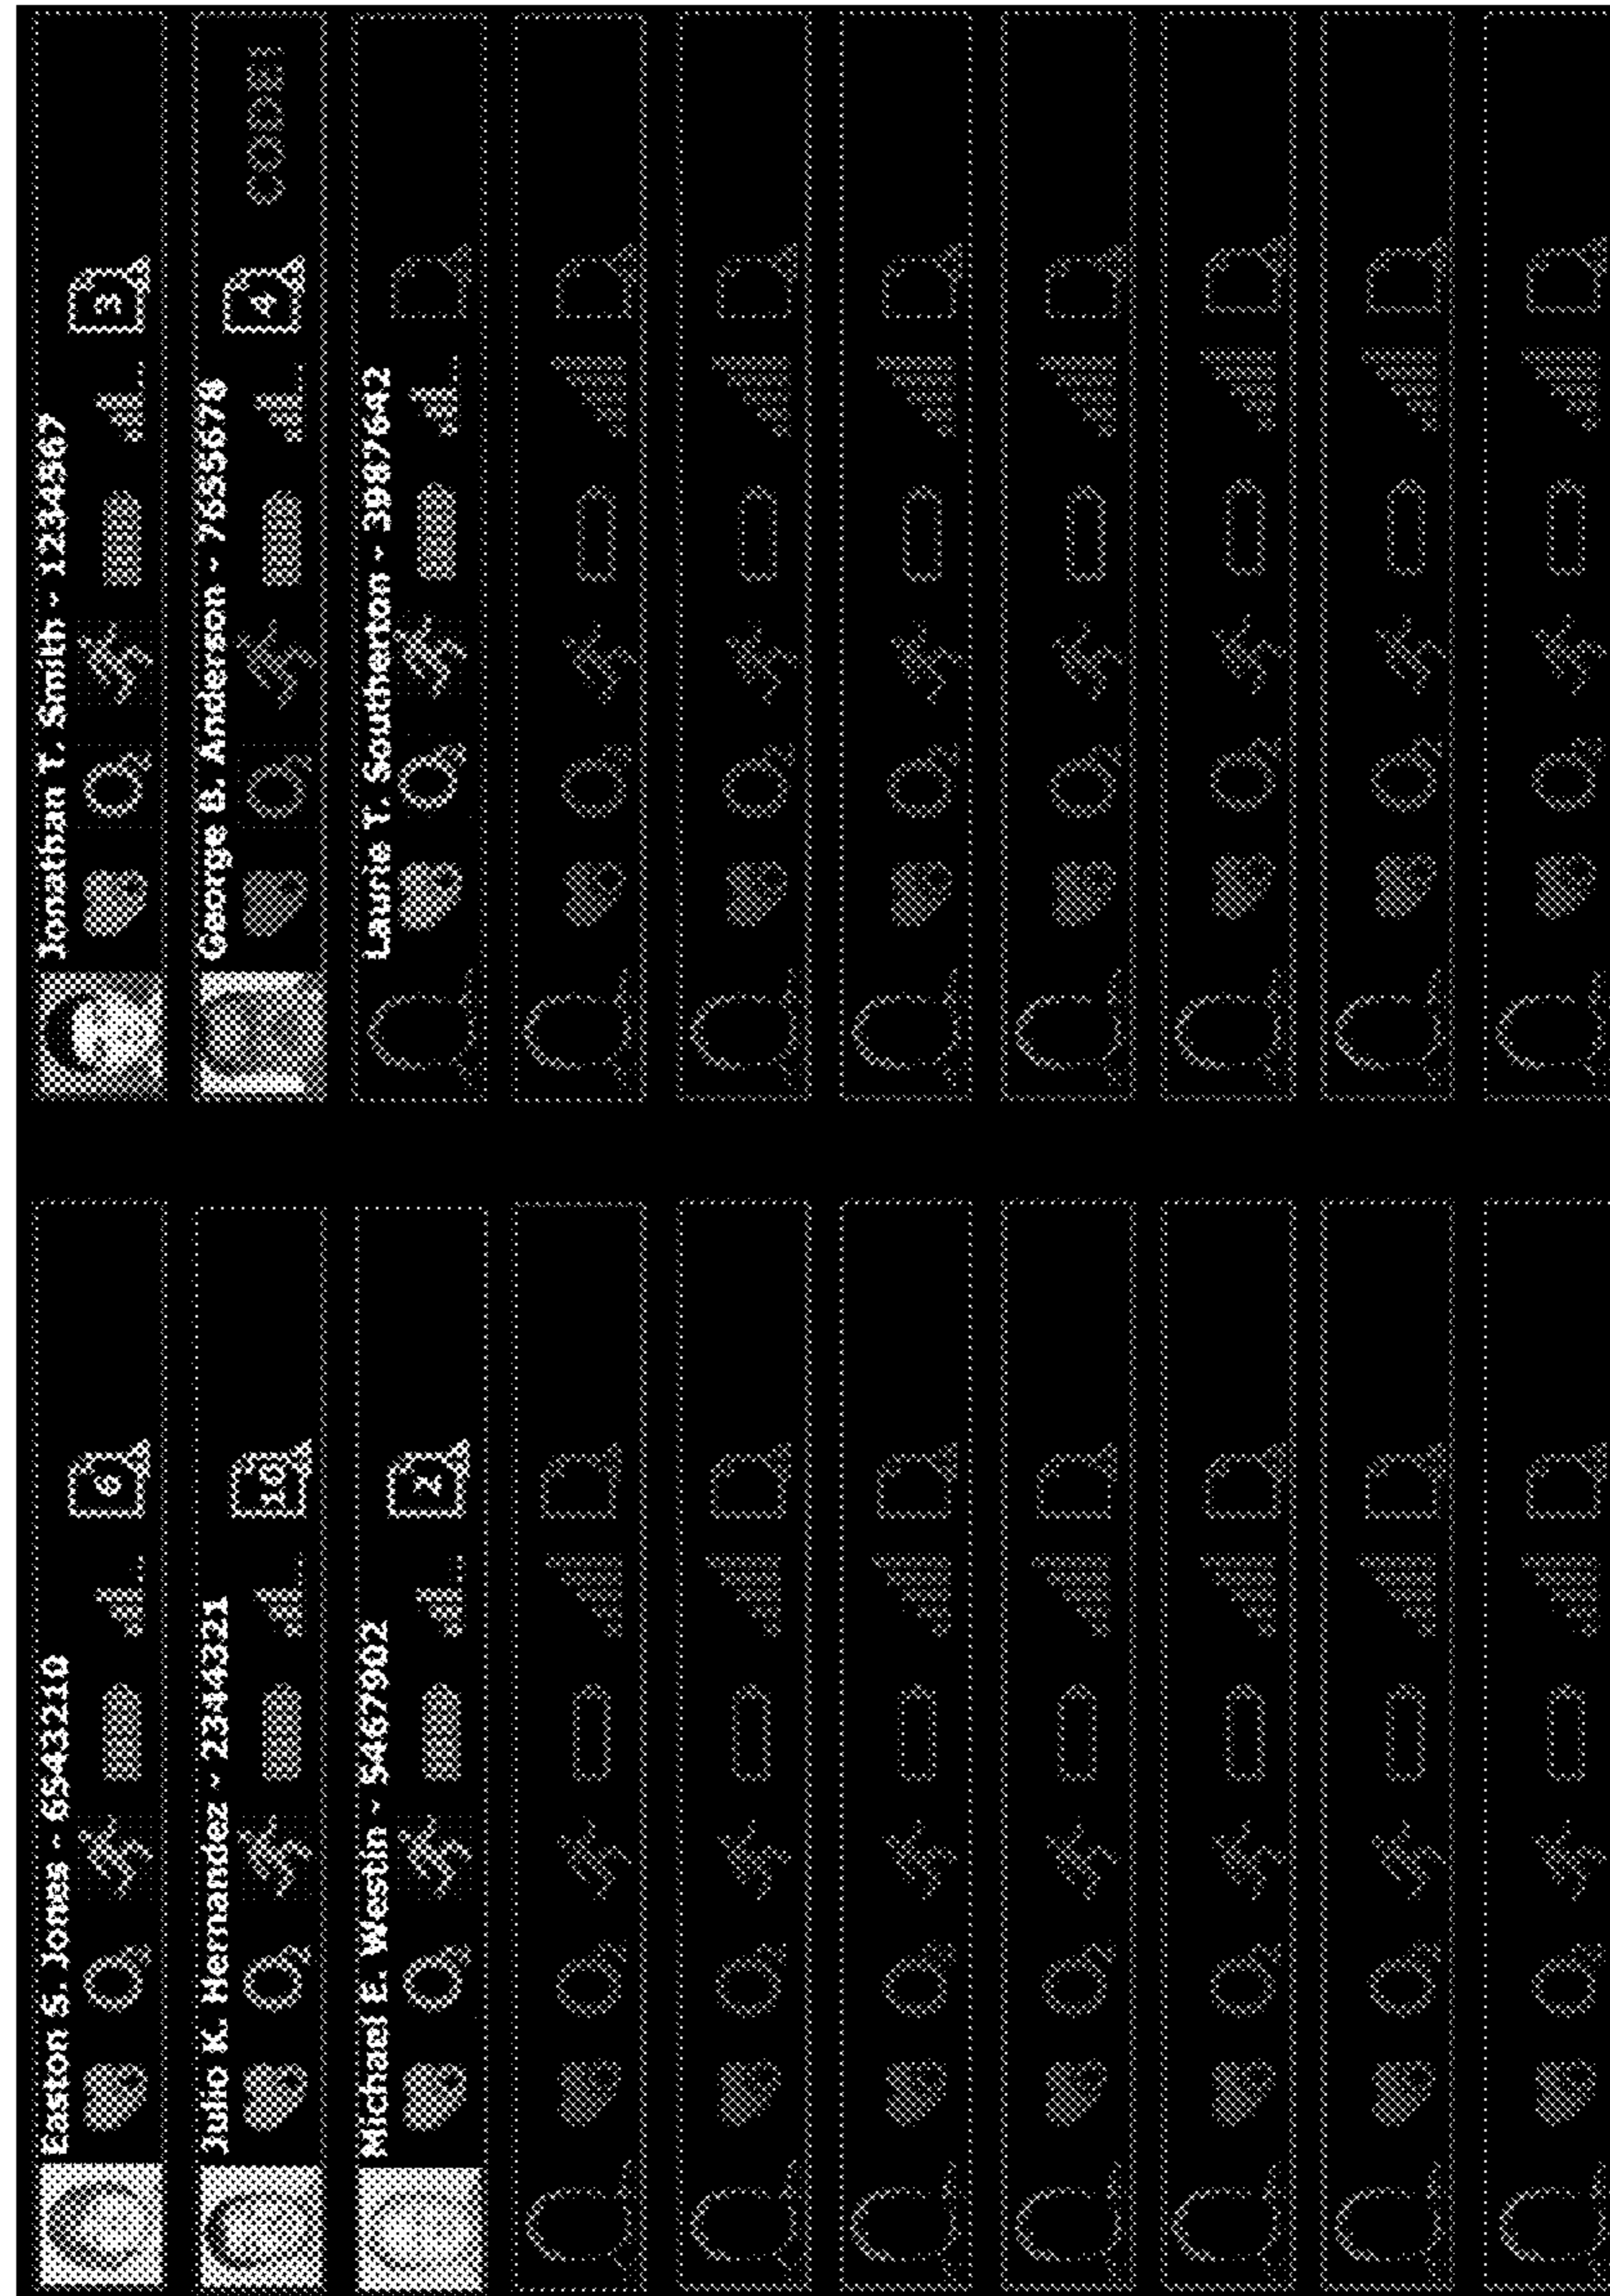 Easton S. Jones - 6543210
6
Julio K. Hernandez - 2344321
16
Michael E. Westin - 5467902
2
Jonathan T. Smith - 1234567
3
George B. Anderson - 7655678
4
CODE!
Laurie T. Southerton - 3987642